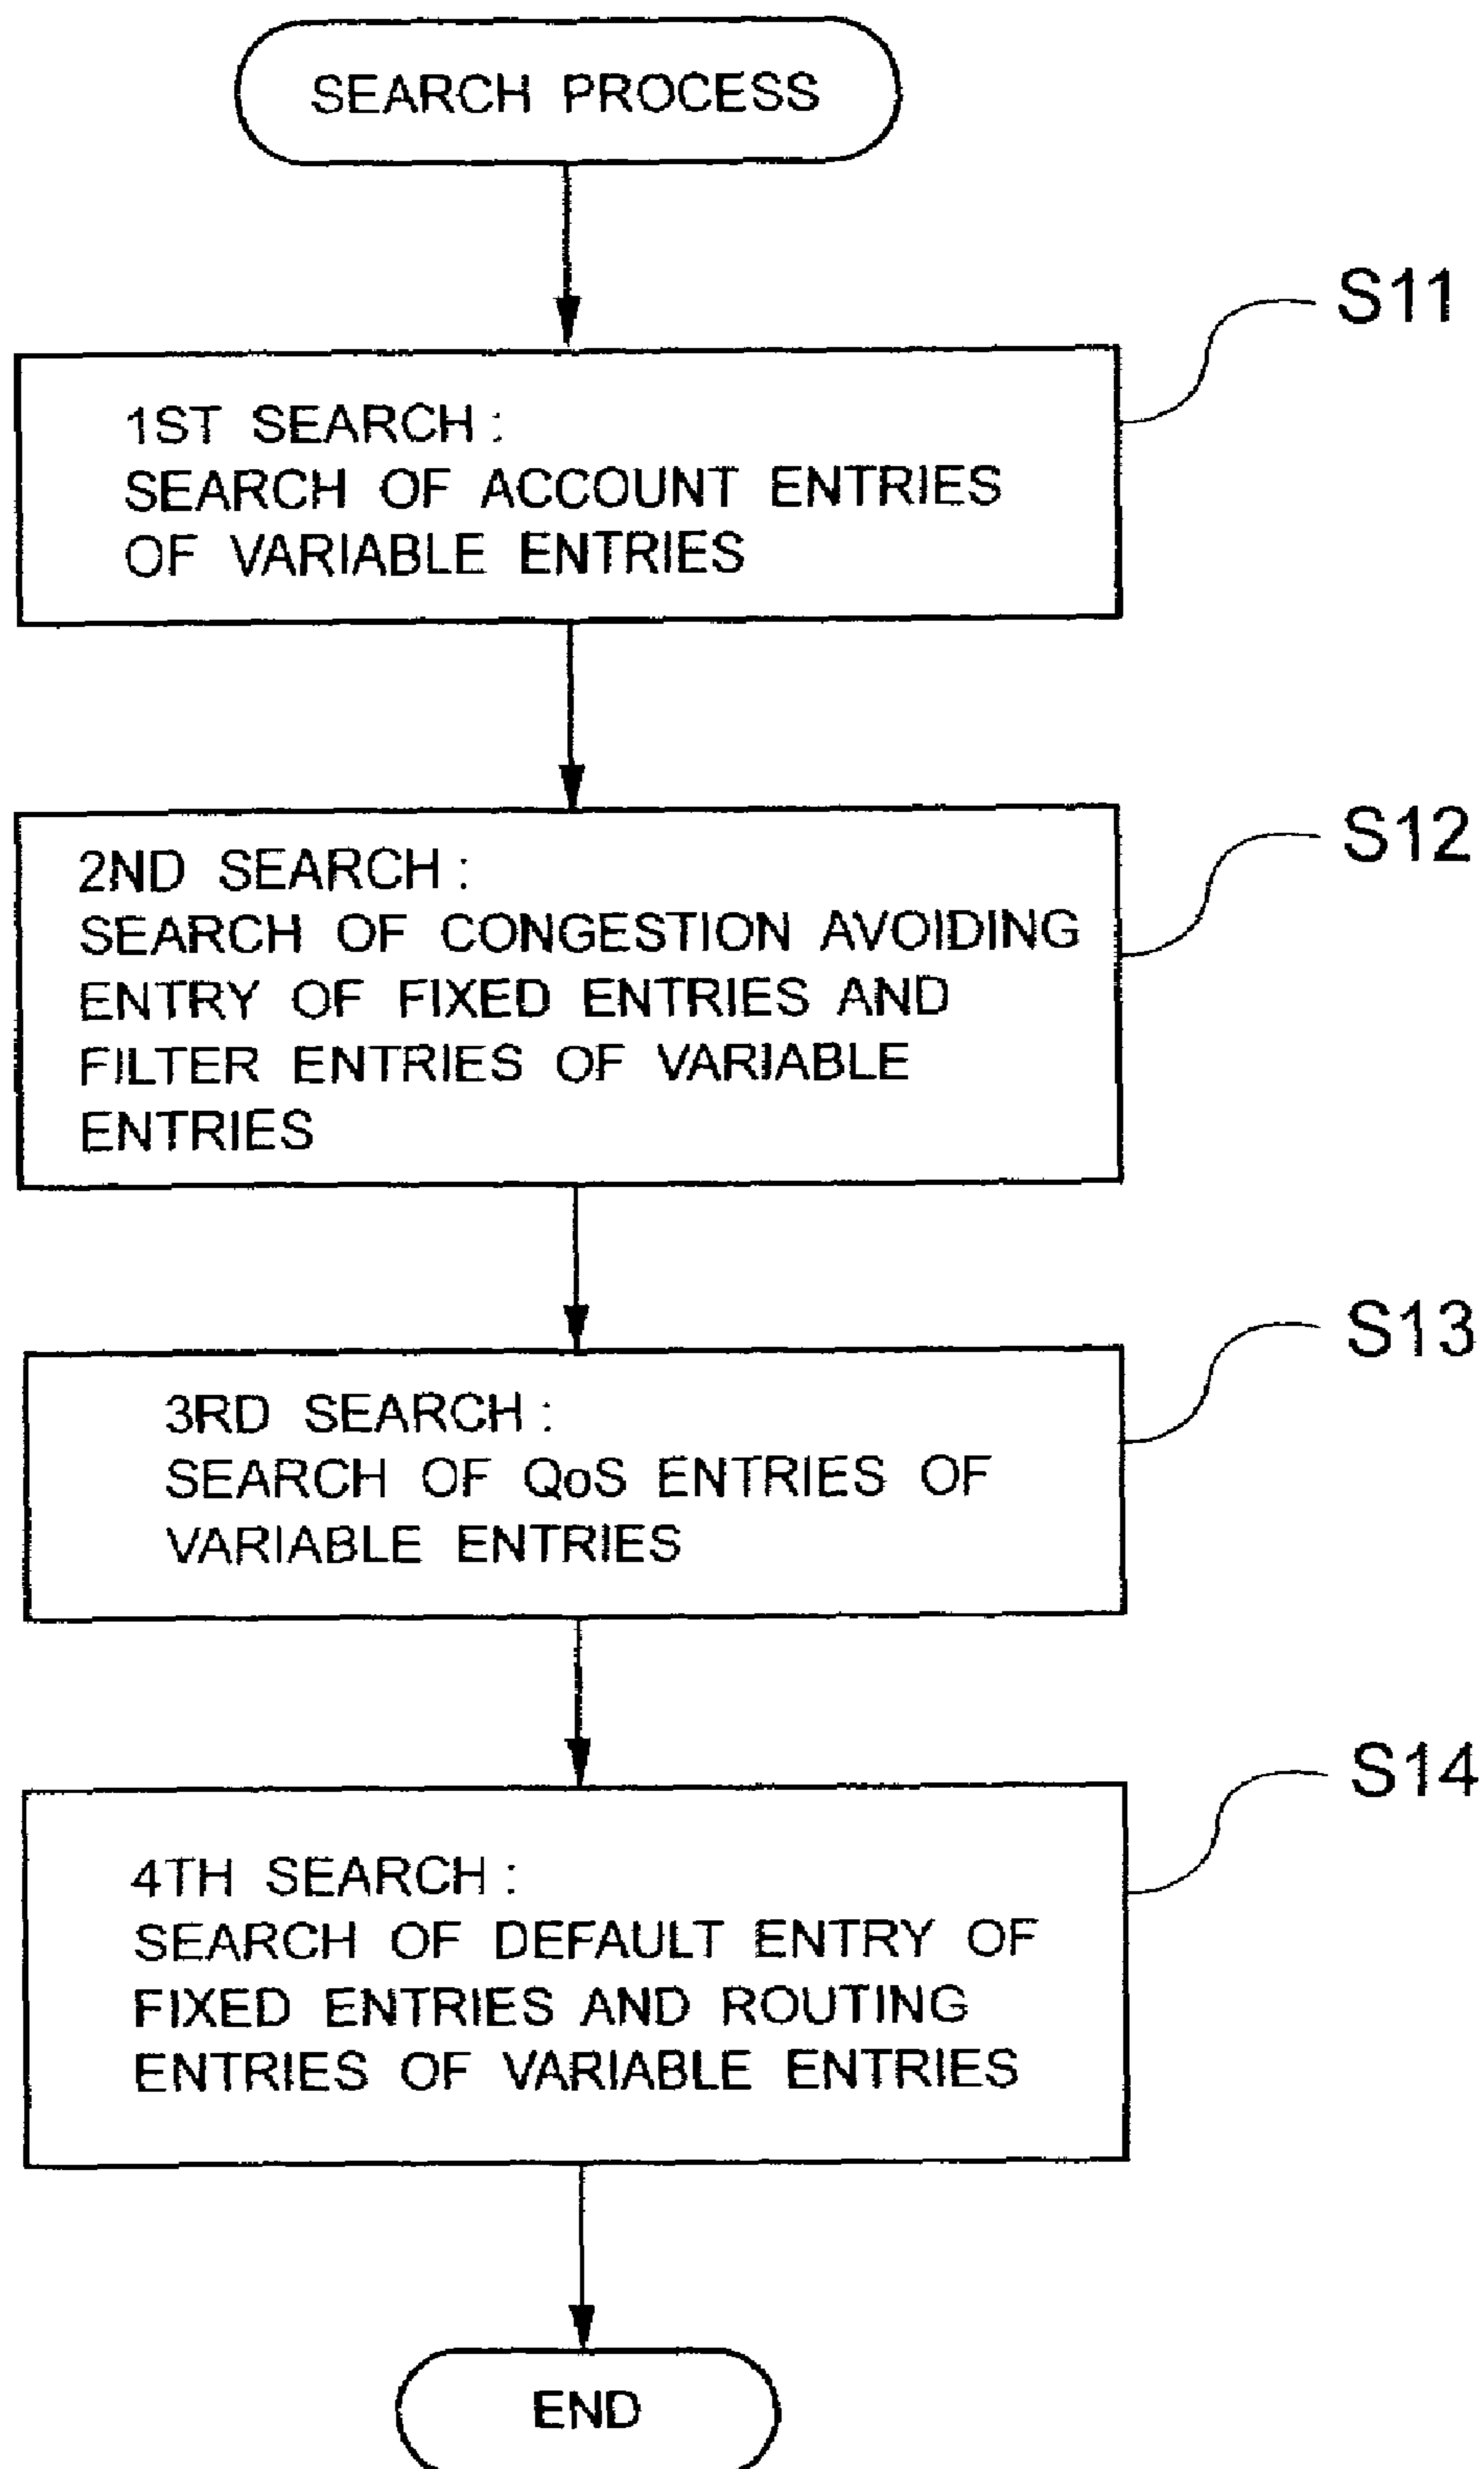 SEARCH PROCESS
S11
1ST SEARCH :
SEARCH OF ACCOUNT ENTRIES
OF VARIABLE ENTRIES
S12
2ND SEARCH :
SEARCH OF CONGESTION AVOIDING
ENTRY OF FIXED ENTRIES AND
FILTER ENTRIES OF VARIABLE
ENTRIES
S13
3RD SEARCH :
SEARCH OF QoS ENTRIES OF
VARIABLE ENTRIES
S14
4TH SEARCH :
SEARCH OF DEFAULT ENTRY OF
FIXED ENTRIES AND ROUTING
ENTRIES OF VARIABLE ENTRIES
END